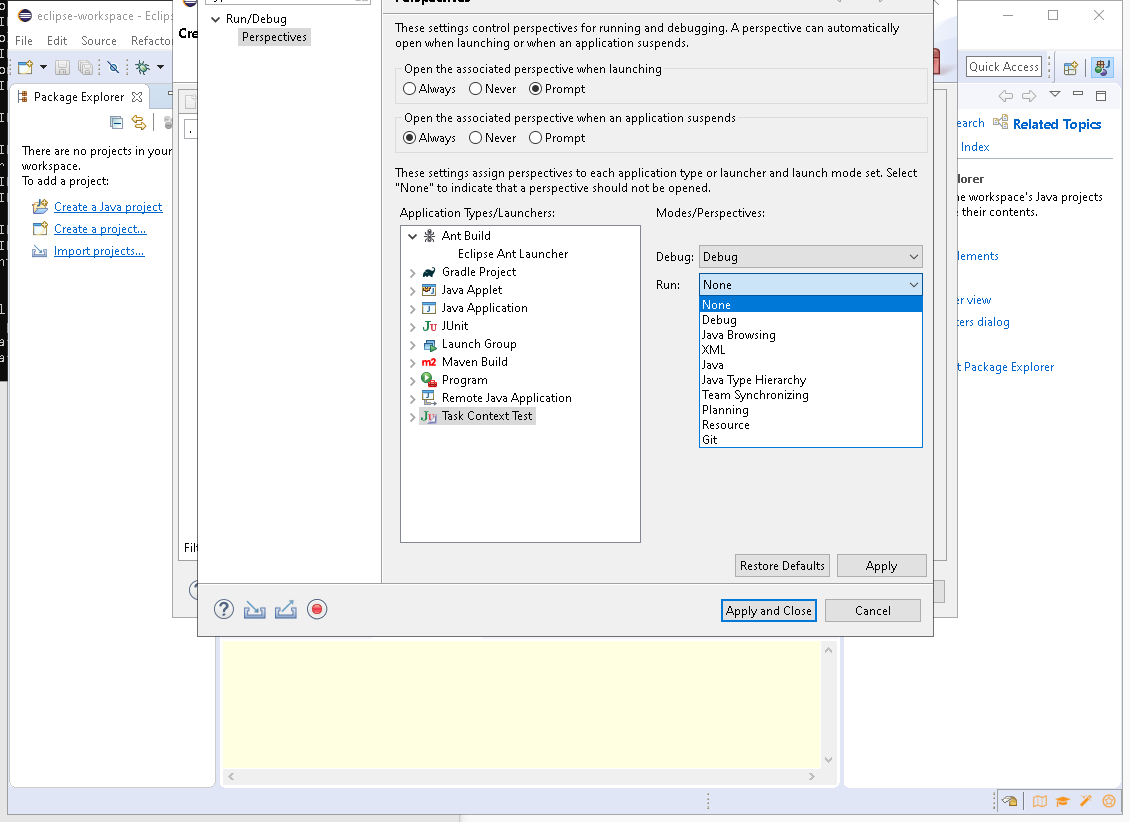 eclipse-workspace - Eclips
File Edit Source Refacto
Cre
Run/Debug
Perspectives
Perspectives
These settings control perspectives for running and debugging. A perspective can automatically
open when launching or when an application suspends.
Open the associated perspective when launching
Always Never Prompt
Open the associated perspective when an application suspends
Always Never Prompt
These settings assign perspectives to each application type or launcher and launch mode set. Select
"None" to indicate that a perspective should not be opened.
Application Types/Launchers:
Modes/Perspectives:
Ant Build
Eclipse Ant Launcher
Gradle Project
Java Applet
Java Application
JUnit
Launch Group
Maven Build
Program
Remote Java Application
Task Context Test
Debug: Debug
Run: None
None
Debug
Java Browsing
XML
Java
Java Type Hierarchy
Team Synchronizing
Planning
Resource
Git
Restore Defaults Apply
Apply and Close Cancel
Package Explorer
There are no projects in your
workspace.
To add a project:
Create a Java project
Create a project...
Import projects...
Filt
Quick Access
earch Related Topics
Index
lorer
he workspace's Java projects
their contents.
lements
er view
ters dialog
t Package Explorer